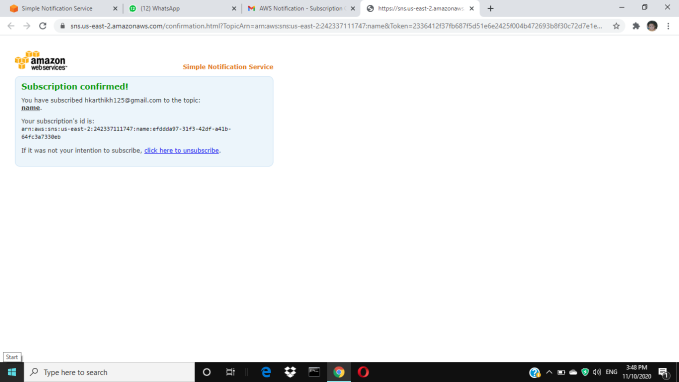 Simple Notification Service
(12) WhatsApp
AWS Notification - Subscription
https://sns.us-east-2.amazonaws.
sns.us-east-2.amazonaws.com/confirmation.html?TopicArn=arn:aws:sns:us-east-2:242337111747:name&Token=2336412f37fb687f5d51e6e2425f004b472693b8f30c72d7e1e...
amazon
webservices™
Simple Notification Service
Subscription confirmed!
You have subscribed hkarthikh125@gmail.com to the topic:
name.
Your subscription's id is:
arn:aws:sns:us-east-2:242337111747:name:efddda97-31f3-42df-a41b-
64fc3a7330eb
If it was not your intention to subscribe, click here to unsubscribe.
Start
Type here to search
ENG
3:48 PM
11/10/2020
1